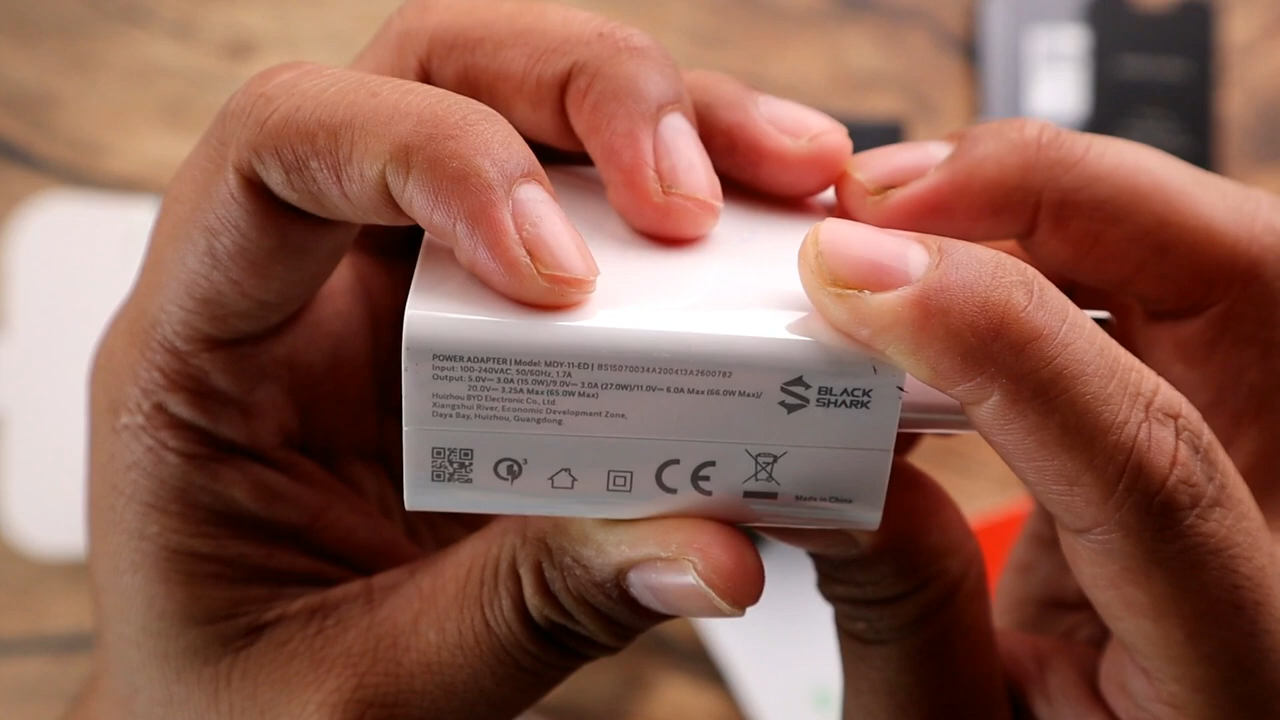 POWER ADAPTER | Model: MDY-11-ED | BS15070034A200413A2600782
Input: 100-240VAC, 50/60Hz, 1.7A
Output: 5.0V⎓ 3.0A (15.0W)/9.0V⎓ 3.0A (27.0W)/11.0V⎓ 6.0A Max (66.0W Max)/
20.0V⎓ 3.25A Max (65.0W Max)
Huizhou BYD Electronic Co., Ltd.
Xiangshui River, Economic Development Zone,
Daya Bay, Huizhou, Guangdong.
BLACK
SHARK
3
CE
Made in China